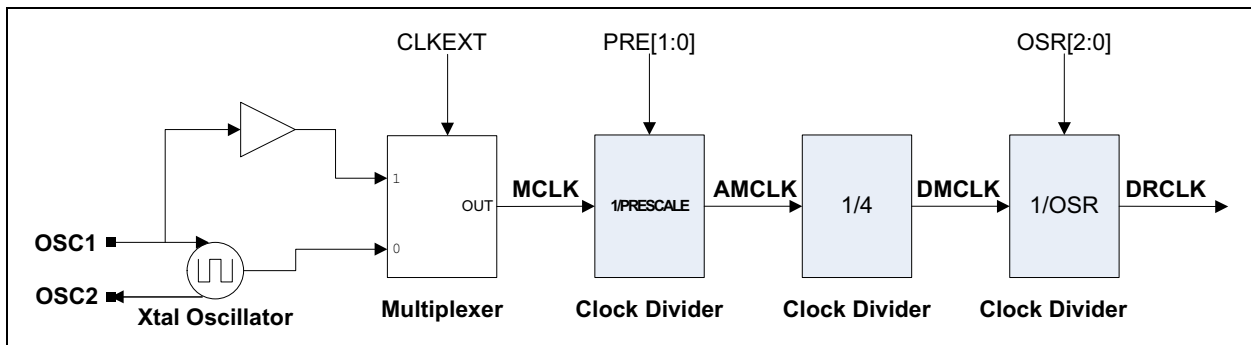 CLKEXT
PRE[1:0]
OSR[2:0]
1
0
OUT
MCLK
1/PRESCALE
AMCLK
1/4
DMCLK
1/OSR
DRCLK
OSC1
OSC2
Xtal Oscillator
Multiplexer
Clock Divider
Clock Divider
Clock Divider